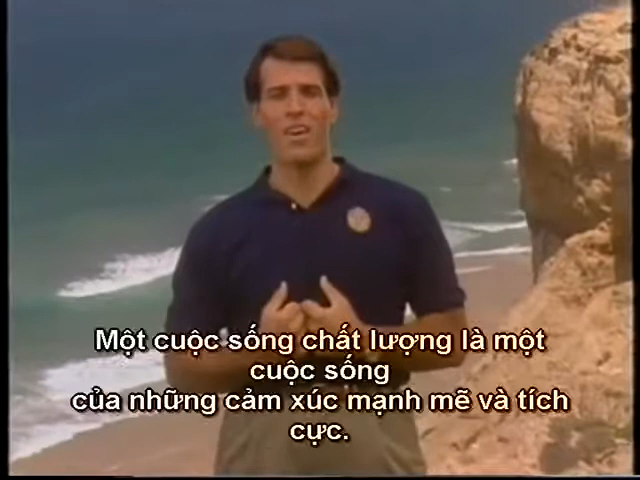 Một cuộc sống chất lượng là một
cuộc sống
của những cảm xúc mạnh mẽ và tích
cực.